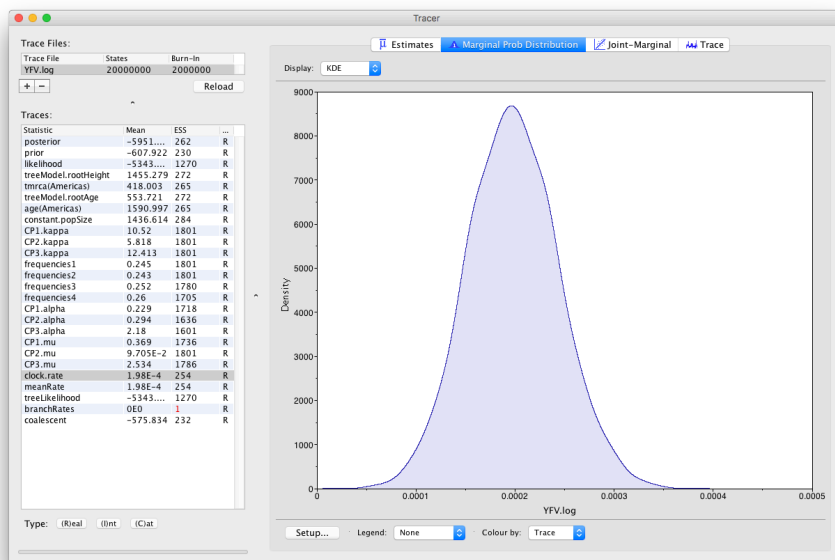 Tracer
Trace Files:
Trace File States Burn-In
YFV.log 20000000 2000000
+ −
Reload
Traces:
Statistic Mean ESS ...
posterior -5951.... 262 R
prior -607.922 230 R
likelihood -5343.... 1270 R
treeModel.rootHeight 1455.279 272 R
tmrca(Americas) 418.003 265 R
treeModel.rootAge 553.721 272 R
age(Americas) 1590.997 265 R
constant.popSize 1436.614 284 R
CP1.kappa 10.52 1801 R
CP2.kappa 5.818 1801 R
CP3.kappa 12.413 1801 R
frequencies1 0.245 1801 R
frequencies2 0.243 1801 R
frequencies3 0.252 1780 R
frequencies4 0.26 1705 R
CP1.alpha 0.229 1718 R
CP2.alpha 0.294 1636 R
CP3.alpha 2.18 1601 R
CP1.mu 0.369 1736 R
CP2.mu 9.705E-2 1801 R
CP3.mu 2.534 1786 R
clock.rate 1.98E-4 254 R
meanRate 1.98E-4 254 R
treeLikelihood -5343.... 1270 R
branchRates 0E0 1 R
coalescent -575.834 232 R
Type: (R)eal (I)nt (C)at
Estimates Marginal Prob Distribution Joint-Marginal Trace
Display: KDE
9000
8000
7000
6000
5000
4000
3000
2000
1000
0
Density
0 0.0001 0.0002 0.0003 0.0004 0.0005
YFV.log
Setup... Legend: None Colour by: Trace